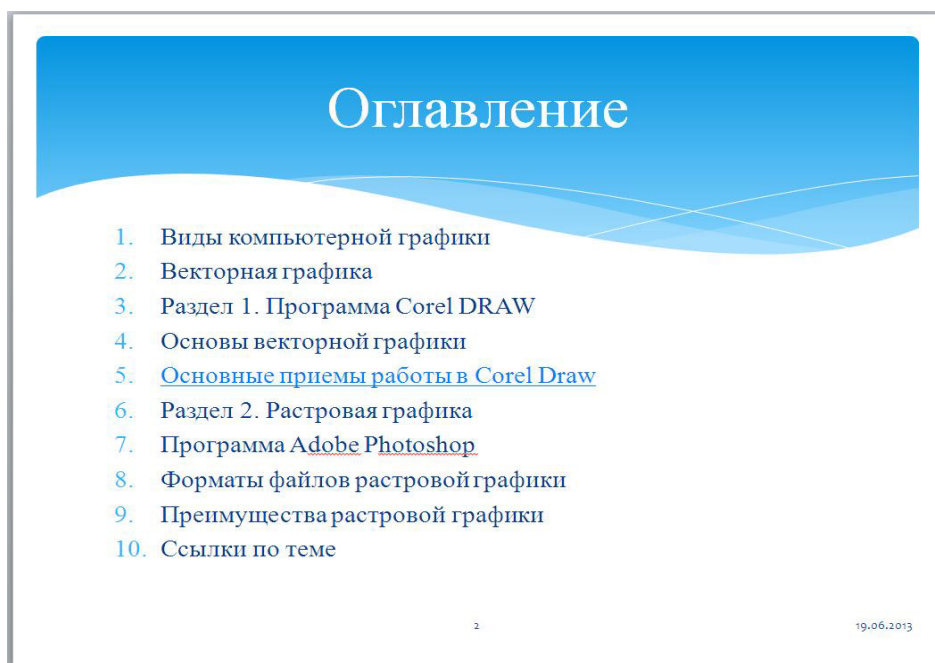 Оглавление
1. Виды компьютерной графики
2. Векторная графика
3. Раздел 1. Программа Corel DRAW
4. Основы векторной графики
5. Основные приемы работы в Corel Draw
6. Раздел 2. Растровая графика
7. Программа Adobe Photoshop
8. Форматы файлов растровой графики
9. Преимущества растровой графики
10. Ссылки по теме
2 19.06.2013